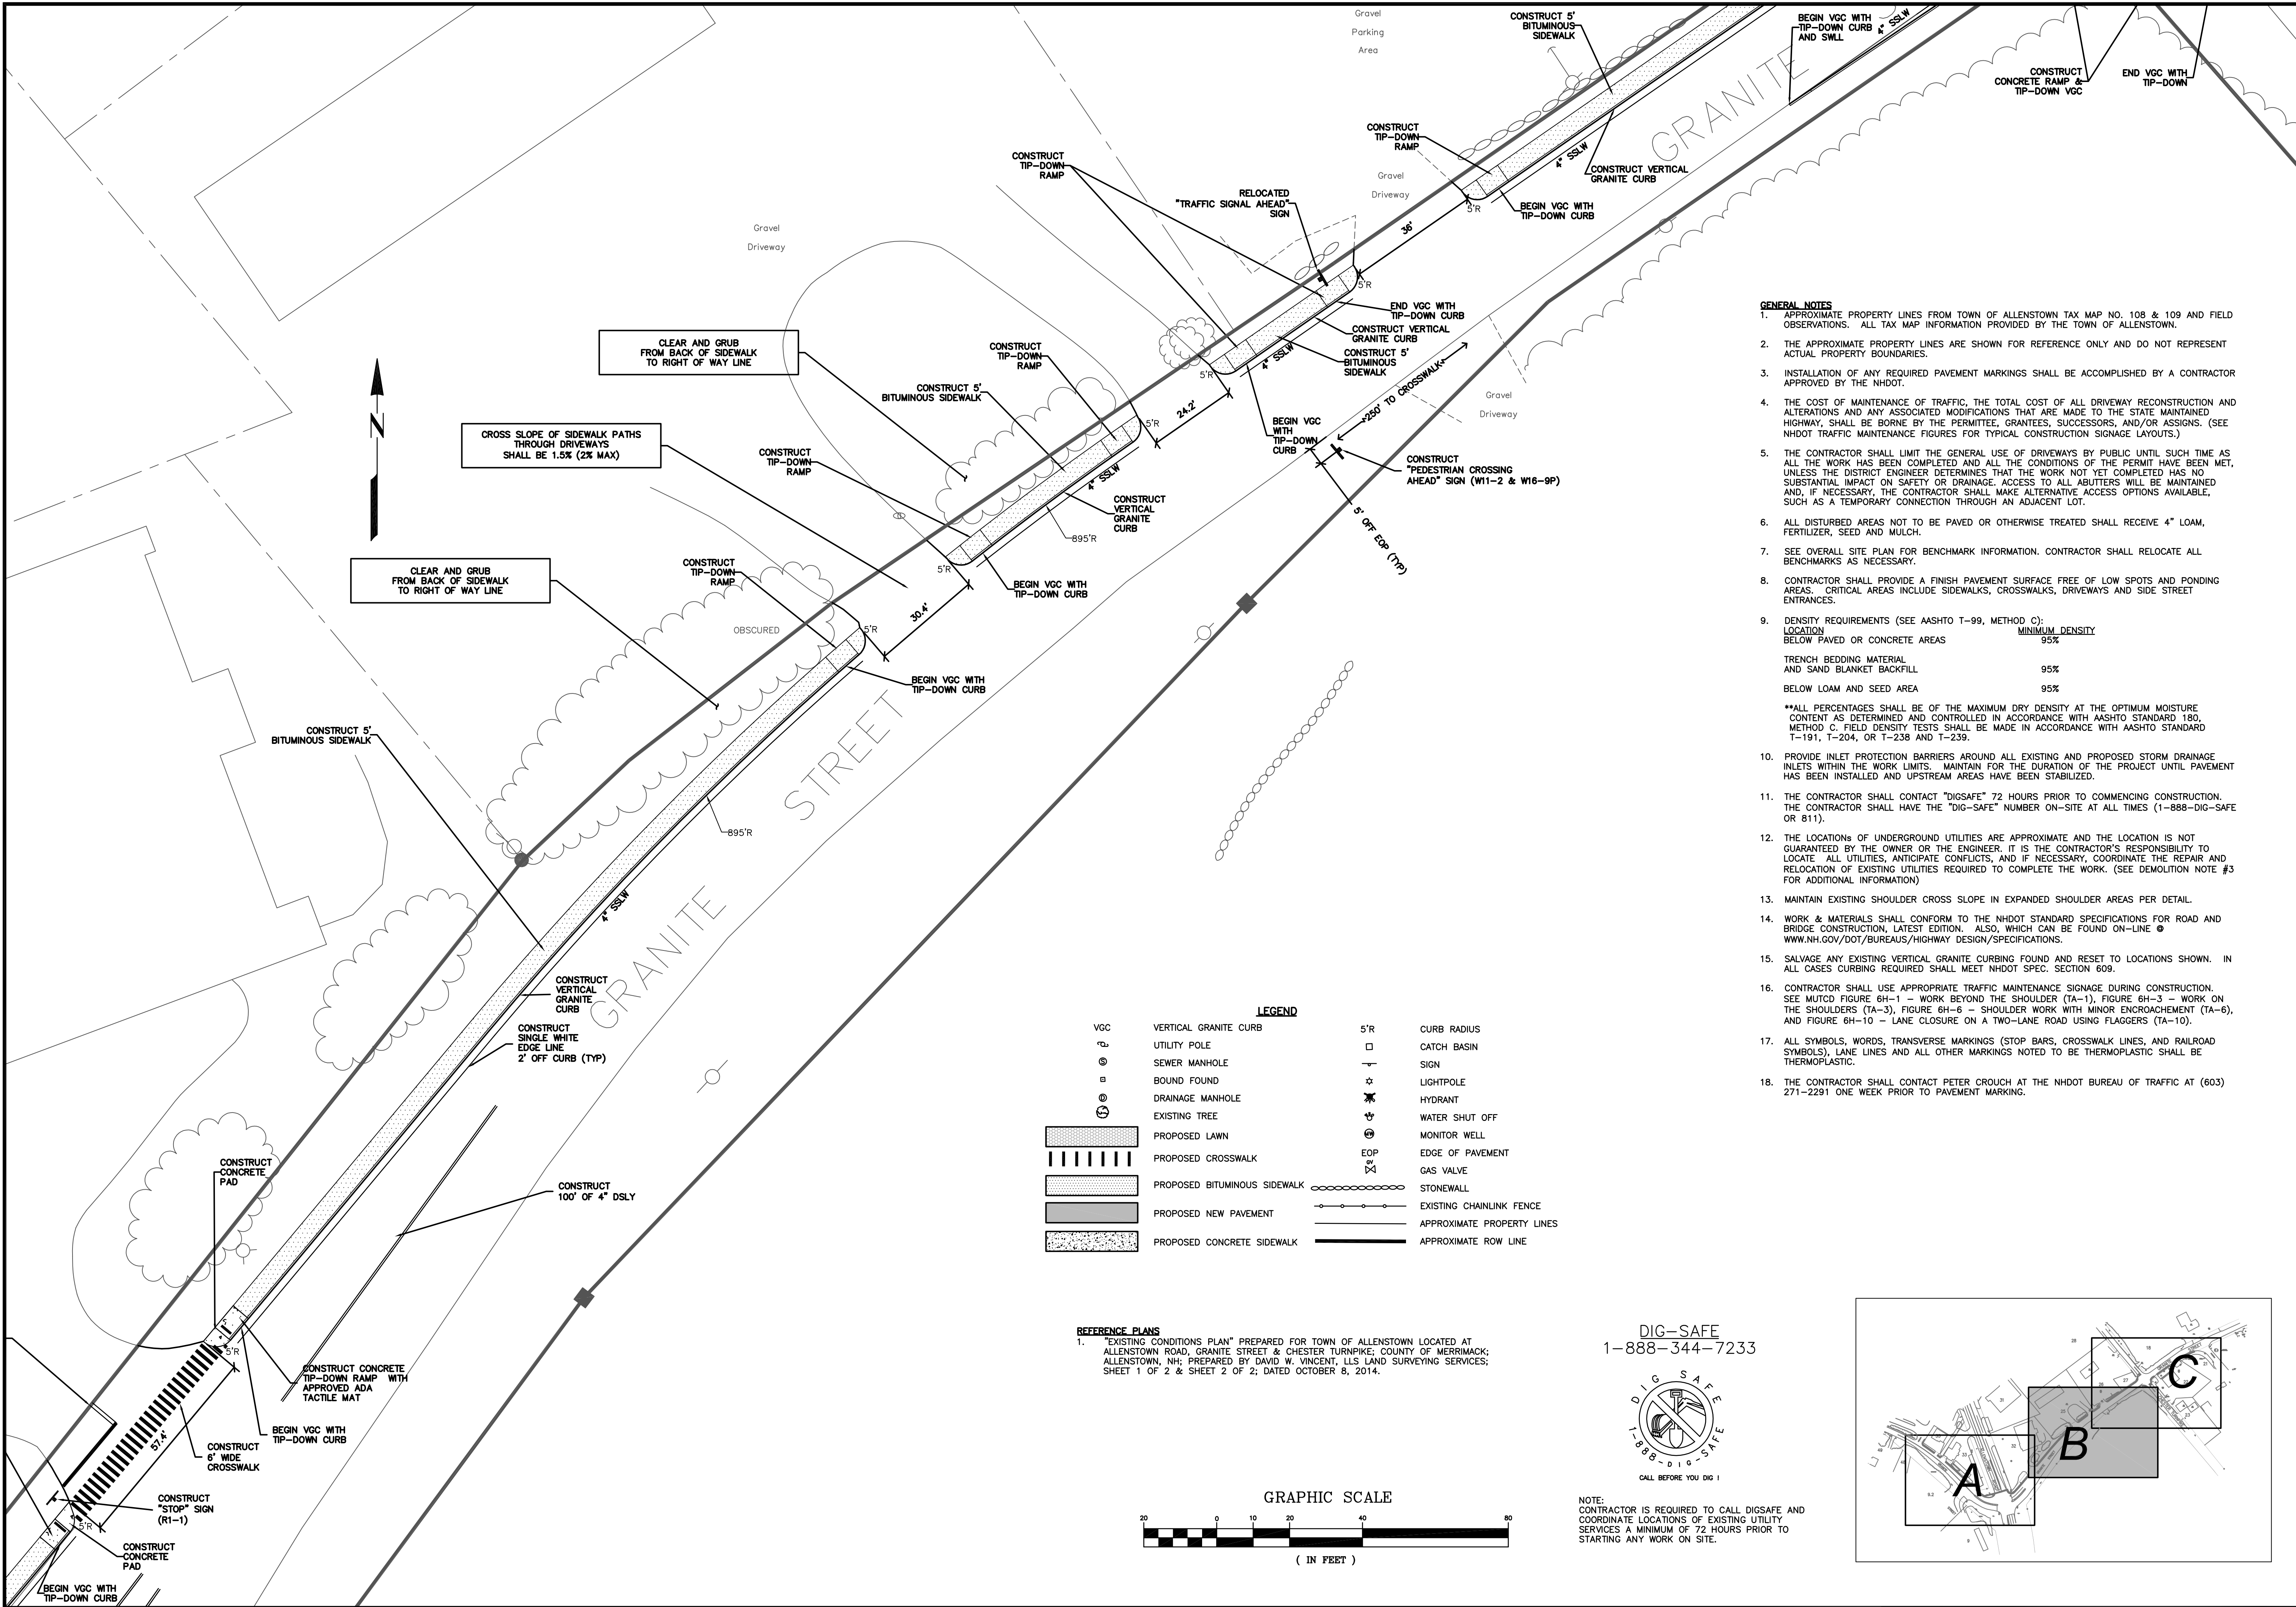 Gravel
Parking
Area
CONSTRUCT 5'
BITUMINOUS
SIDEWALK
BEGIN VGC WITH
TIP-DOWN CURB
AND SWLL
4" SSLW
GRANITE
CONSTRUCT
CONCRETE RAMP &
TIP-DOWN VGC
END VGC WITH
TIP-DOWN
CONSTRUCT
TIP-DOWN
RAMP
4" SSLW
CONSTRUCT VERTICAL
GRANITE CURB
CONSTRUCT
TIP-DOWN
RAMP
Gravel
Driveway
RELOCATED
"TRAFFIC SIGNAL AHEAD"
SIGN
5'R
BEGIN VGC WITH
TIP-DOWN CURB
36'
Gravel
Driveway
5'R
END VGC WITH
TIP-DOWN CURB
CONSTRUCT VERTICAL
GRANITE CURB
CONSTRUCT 5'
BITUMINOUS
SIDEWALK
4" SSLW
5'R
CLEAR AND GRUB
FROM BACK OF SIDEWALK
TO RIGHT OF WAY LINE
CONSTRUCT
TIP-DOWN
RAMP
CONSTRUCT 5'
BITUMINOUS SIDEWALK
N
24.2'
5'R
250' TO CROSSWALK
Gravel
Driveway
BEGIN VGC
WITH
TIP-DOWN
CURB
CROSS SLOPE OF SIDEWALK PATHS
THROUGH DRIVEWAYS
SHALL BE 1.5% (2% MAX)
CONSTRUCT
TIP-DOWN
RAMP
4" SSLW
CONSTRUCT
"PEDESTRIAN CROSSING
AHEAD" SIGN (W11-2 & W16-9P)
CONSTRUCT
VERTICAL
GRANITE
CURB
895'R
5' OFF EOP (TYP)
CLEAR AND GRUB
FROM BACK OF SIDEWALK
TO RIGHT OF WAY LINE
CONSTRUCT
TIP-DOWN
RAMP
5'R
BEGIN VGC WITH
TIP-DOWN CURB
30.4'
OBSCURED
5'R
BEGIN VGC WITH
TIP-DOWN CURB
STREET
CONSTRUCT 5'
BITUMINOUS SIDEWALK
895'R
4" SSLW
GRANITE
CONSTRUCT
VERTICAL
GRANITE
CURB
CONSTRUCT
SINGLE WHITE
EDGE LINE
2' OFF CURB (TYP)
CONSTRUCT
CONCRETE
PAD
CONSTRUCT
100' OF 4" DSLY
5'R
CONSTRUCT CONCRETE
TIP-DOWN RAMP WITH
APPROVED ADA
TACTILE MAT
BEGIN VGC WITH
TIP-DOWN CURB
57.4'
CONSTRUCT
6' WIDE
CROSSWALK
CONSTRUCT
"STOP" SIGN
(R1-1)
5'R
CONSTRUCT
CONCRETE
PAD
BEGIN VGC WITH
TIP-DOWN CURB
GENERAL NOTES
1. APPROXIMATE PROPERTY LINES FROM TOWN OF ALLENSTOWN TAX MAP NO. 108 & 109 AND FIELD
OBSERVATIONS. ALL TAX MAP INFORMATION PROVIDED BY THE TOWN OF ALLENSTOWN.
2. THE APPROXIMATE PROPERTY LINES ARE SHOWN FOR REFERENCE ONLY AND DO NOT REPRESENT
ACTUAL PROPERTY BOUNDARIES.
3. INSTALLATION OF ANY REQUIRED PAVEMENT MARKINGS SHALL BE ACCOMPLISHED BY A CONTRACTOR
APPROVED BY THE NHDOT.
4. THE COST OF MAINTENANCE OF TRAFFIC, THE TOTAL COST OF ALL DRIVEWAY RECONSTRUCTION AND
ALTERATIONS AND ANY ASSOCIATED MODIFICATIONS THAT ARE MADE TO THE STATE MAINTAINED
HIGHWAY, SHALL BE BORNE BY THE PERMITTEE, GRANTEES, SUCCESSORS, AND/OR ASSIGNS. (SEE
NHDOT TRAFFIC MAINTENANCE FIGURES FOR TYPICAL CONSTRUCTION SIGNAGE LAYOUTS.)
5. THE CONTRACTOR SHALL LIMIT THE GENERAL USE OF DRIVEWAYS BY PUBLIC UNTIL SUCH TIME AS
ALL THE WORK HAS BEEN COMPLETED AND ALL THE CONDITIONS OF THE PERMIT HAVE BEEN MET,
UNLESS THE DISTRICT ENGINEER DETERMINES THAT THE WORK NOT YET COMPLETED HAS NO
SUBSTANTIAL IMPACT ON SAFETY OR DRAINAGE. ACCESS TO ALL ABUTTERS WILL BE MAINTAINED
AND, IF NECESSARY, THE CONTRACTOR SHALL MAKE ALTERNATIVE ACCESS OPTIONS AVAILABLE,
SUCH AS A TEMPORARY CONNECTION THROUGH AN ADJACENT LOT.
6. ALL DISTURBED AREAS NOT TO BE PAVED OR OTHERWISE TREATED SHALL RECEIVE 4" LOAM,
FERTILIZER, SEED AND MULCH.
7. SEE OVERALL SITE PLAN FOR BENCHMARK INFORMATION. CONTRACTOR SHALL RELOCATE ALL
BENCHMARKS AS NECESSARY.
8. CONTRACTOR SHALL PROVIDE A FINISH PAVEMENT SURFACE FREE OF LOW SPOTS AND PONDING
AREAS. CRITICAL AREAS INCLUDE SIDEWALKS, CROSSWALKS, DRIVEWAYS AND SIDE STREET
ENTRANCES.
9. DENSITY REQUIREMENTS (SEE AASHTO T-99, METHOD C):
LOCATION MINIMUM DENSITY
BELOW PAVED OR CONCRETE AREAS 95%
TRENCH BEDDING MATERIAL
AND SAND BLANKET BACKFILL 95%
BELOW LOAM AND SEED AREA 95%
**ALL PERCENTAGES SHALL BE OF THE MAXIMUM DRY DENSITY AT THE OPTIMUM MOISTURE
CONTENT AS DETERMINED AND CONTROLLED IN ACCORDANCE WITH AASHTO STANDARD 180,
METHOD C. FIELD DENSITY TESTS SHALL BE MADE IN ACCORDANCE WITH AASHTO STANDARD
T-191, T-204, OR T-238 AND T-239.
10. PROVIDE INLET PROTECTION BARRIERS AROUND ALL EXISTING AND PROPOSED STORM DRAINAGE
INLETS WITHIN THE WORK LIMITS. MAINTAIN FOR THE DURATION OF THE PROJECT UNTIL PAVEMENT
HAS BEEN INSTALLED AND UPSTREAM AREAS HAVE BEEN STABILIZED.
11. THE CONTRACTOR SHALL CONTACT "DIGSAFE" 72 HOURS PRIOR TO COMMENCING CONSTRUCTION.
THE CONTRACTOR SHALL HAVE THE "DIG-SAFE" NUMBER ON-SITE AT ALL TIMES (1-888-DIG-SAFE
OR 811).
12. THE LOCATIONs OF UNDERGROUND UTILITIES ARE APPROXIMATE AND THE LOCATION IS NOT
GUARANTEED BY THE OWNER OR THE ENGINEER. IT IS THE CONTRACTOR'S RESPONSIBILITY TO
LOCATE ALL UTILITIES, ANTICIPATE CONFLICTS, AND IF NECESSARY, COORDINATE THE REPAIR AND
RELOCATION OF EXISTING UTILITIES REQUIRED TO COMPLETE THE WORK. (SEE DEMOLITION NOTE #3
FOR ADDITIONAL INFORMATION)
13. MAINTAIN EXISTING SHOULDER CROSS SLOPE IN EXPANDED SHOULDER AREAS PER DETAIL.
14. WORK & MATERIALS SHALL CONFORM TO THE NHDOT STANDARD SPECIFICATIONS FOR ROAD AND
BRIDGE CONSTRUCTION, LATEST EDITION. ALSO, WHICH CAN BE FOUND ON-LINE @
WWW.NH.GOV/DOT/BUREAUS/HIGHWAY DESIGN/SPECIFICATIONS.
15. SALVAGE ANY EXISTING VERTICAL GRANITE CURBING FOUND AND RESET TO LOCATIONS SHOWN. IN
ALL CASES CURBING REQUIRED SHALL MEET NHDOT SPEC. SECTION 609.
16. CONTRACTOR SHALL USE APPROPRIATE TRAFFIC MAINTENANCE SIGNAGE DURING CONSTRUCTION.
SEE MUTCD FIGURE 6H-1 - WORK BEYOND THE SHOULDER (TA-1), FIGURE 6H-3 - WORK ON
THE SHOULDERS (TA-3), FIGURE 6H-6 - SHOULDER WORK WITH MINOR ENCROACHEMENT (TA-6),
AND FIGURE 6H-10 - LANE CLOSURE ON A TWO-LANE ROAD USING FLAGGERS (TA-10).
17. ALL SYMBOLS, WORDS, TRANSVERSE MARKINGS (STOP BARS, CROSSWALK LINES, AND RAILROAD
SYMBOLS), LANE LINES AND ALL OTHER MARKINGS NOTED TO BE THERMOPLASTIC SHALL BE
THERMOPLASTIC.
18. THE CONTRACTOR SHALL CONTACT PETER CROUCH AT THE NHDOT BUREAU OF TRAFFIC AT (603)
271-2291 ONE WEEK PRIOR TO PAVEMENT MARKING.
LEGEND
VGC VERTICAL GRANITE CURB
UTILITY POLE
S SEWER MANHOLE
BOUND FOUND
D DRAINAGE MANHOLE
EXISTING TREE
PROPOSED LAWN
PROPOSED CROSSWALK
PROPOSED BITUMINOUS SIDEWALK
PROPOSED NEW PAVEMENT
PROPOSED CONCRETE SIDEWALK
5'R CURB RADIUS
CATCH BASIN
SIGN
LIGHTPOLE
HYDRANT
WATER SHUT OFF
MW MONITOR WELL
EOP EDGE OF PAVEMENT
GV GAS VALVE
STONEWALL
EXISTING CHAINLINK FENCE
APPROXIMATE PROPERTY LINES
APPROXIMATE ROW LINE
REFERENCE PLANS
1. "EXISTING CONDITIONS PLAN" PREPARED FOR TOWN OF ALLENSTOWN LOCATED AT
ALLENSTOWN ROAD, GRANITE STREET & CHESTER TURNPIKE; COUNTY OF MERRIMACK;
ALLENSTOWN, NH; PREPARED BY DAVID W. VINCENT, LLS LAND SURVEYING SERVICES;
SHEET 1 OF 2 & SHEET 2 OF 2; DATED OCTOBER 8, 2014.
DIG-SAFE
1-888-344-7233
DIG SAFE
1-888-DIG-SAFE
CALL BEFORE YOU DIG !
NOTE:
CONTRACTOR IS REQUIRED TO CALL DIGSAFE AND
COORDINATE LOCATIONS OF EXISTING UTILITY
SERVICES A MINIMUM OF 72 HOURS PRIOR TO
STARTING ANY WORK ON SITE.
GRAPHIC SCALE
20 0 10 20 40 80
( IN FEET )
A
B
C